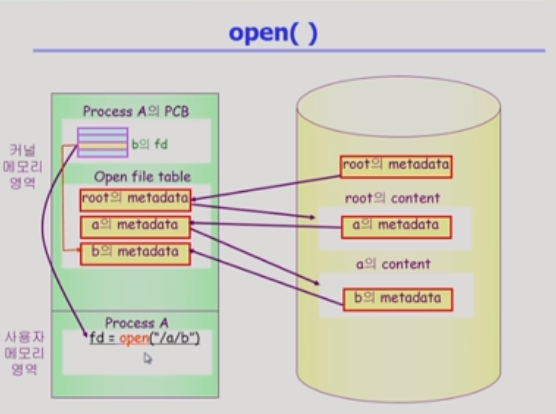 open( )
Process A의 PCB
b의 fd
커널
메모리
영역
Open file table
root의 metadata
a의 metadata
b의 metadata
Process A
fd = open("/a/b")
사용자
메모리
영역
root의 metadata
root의 content
a의 metadata
a의 content
b의 metadata